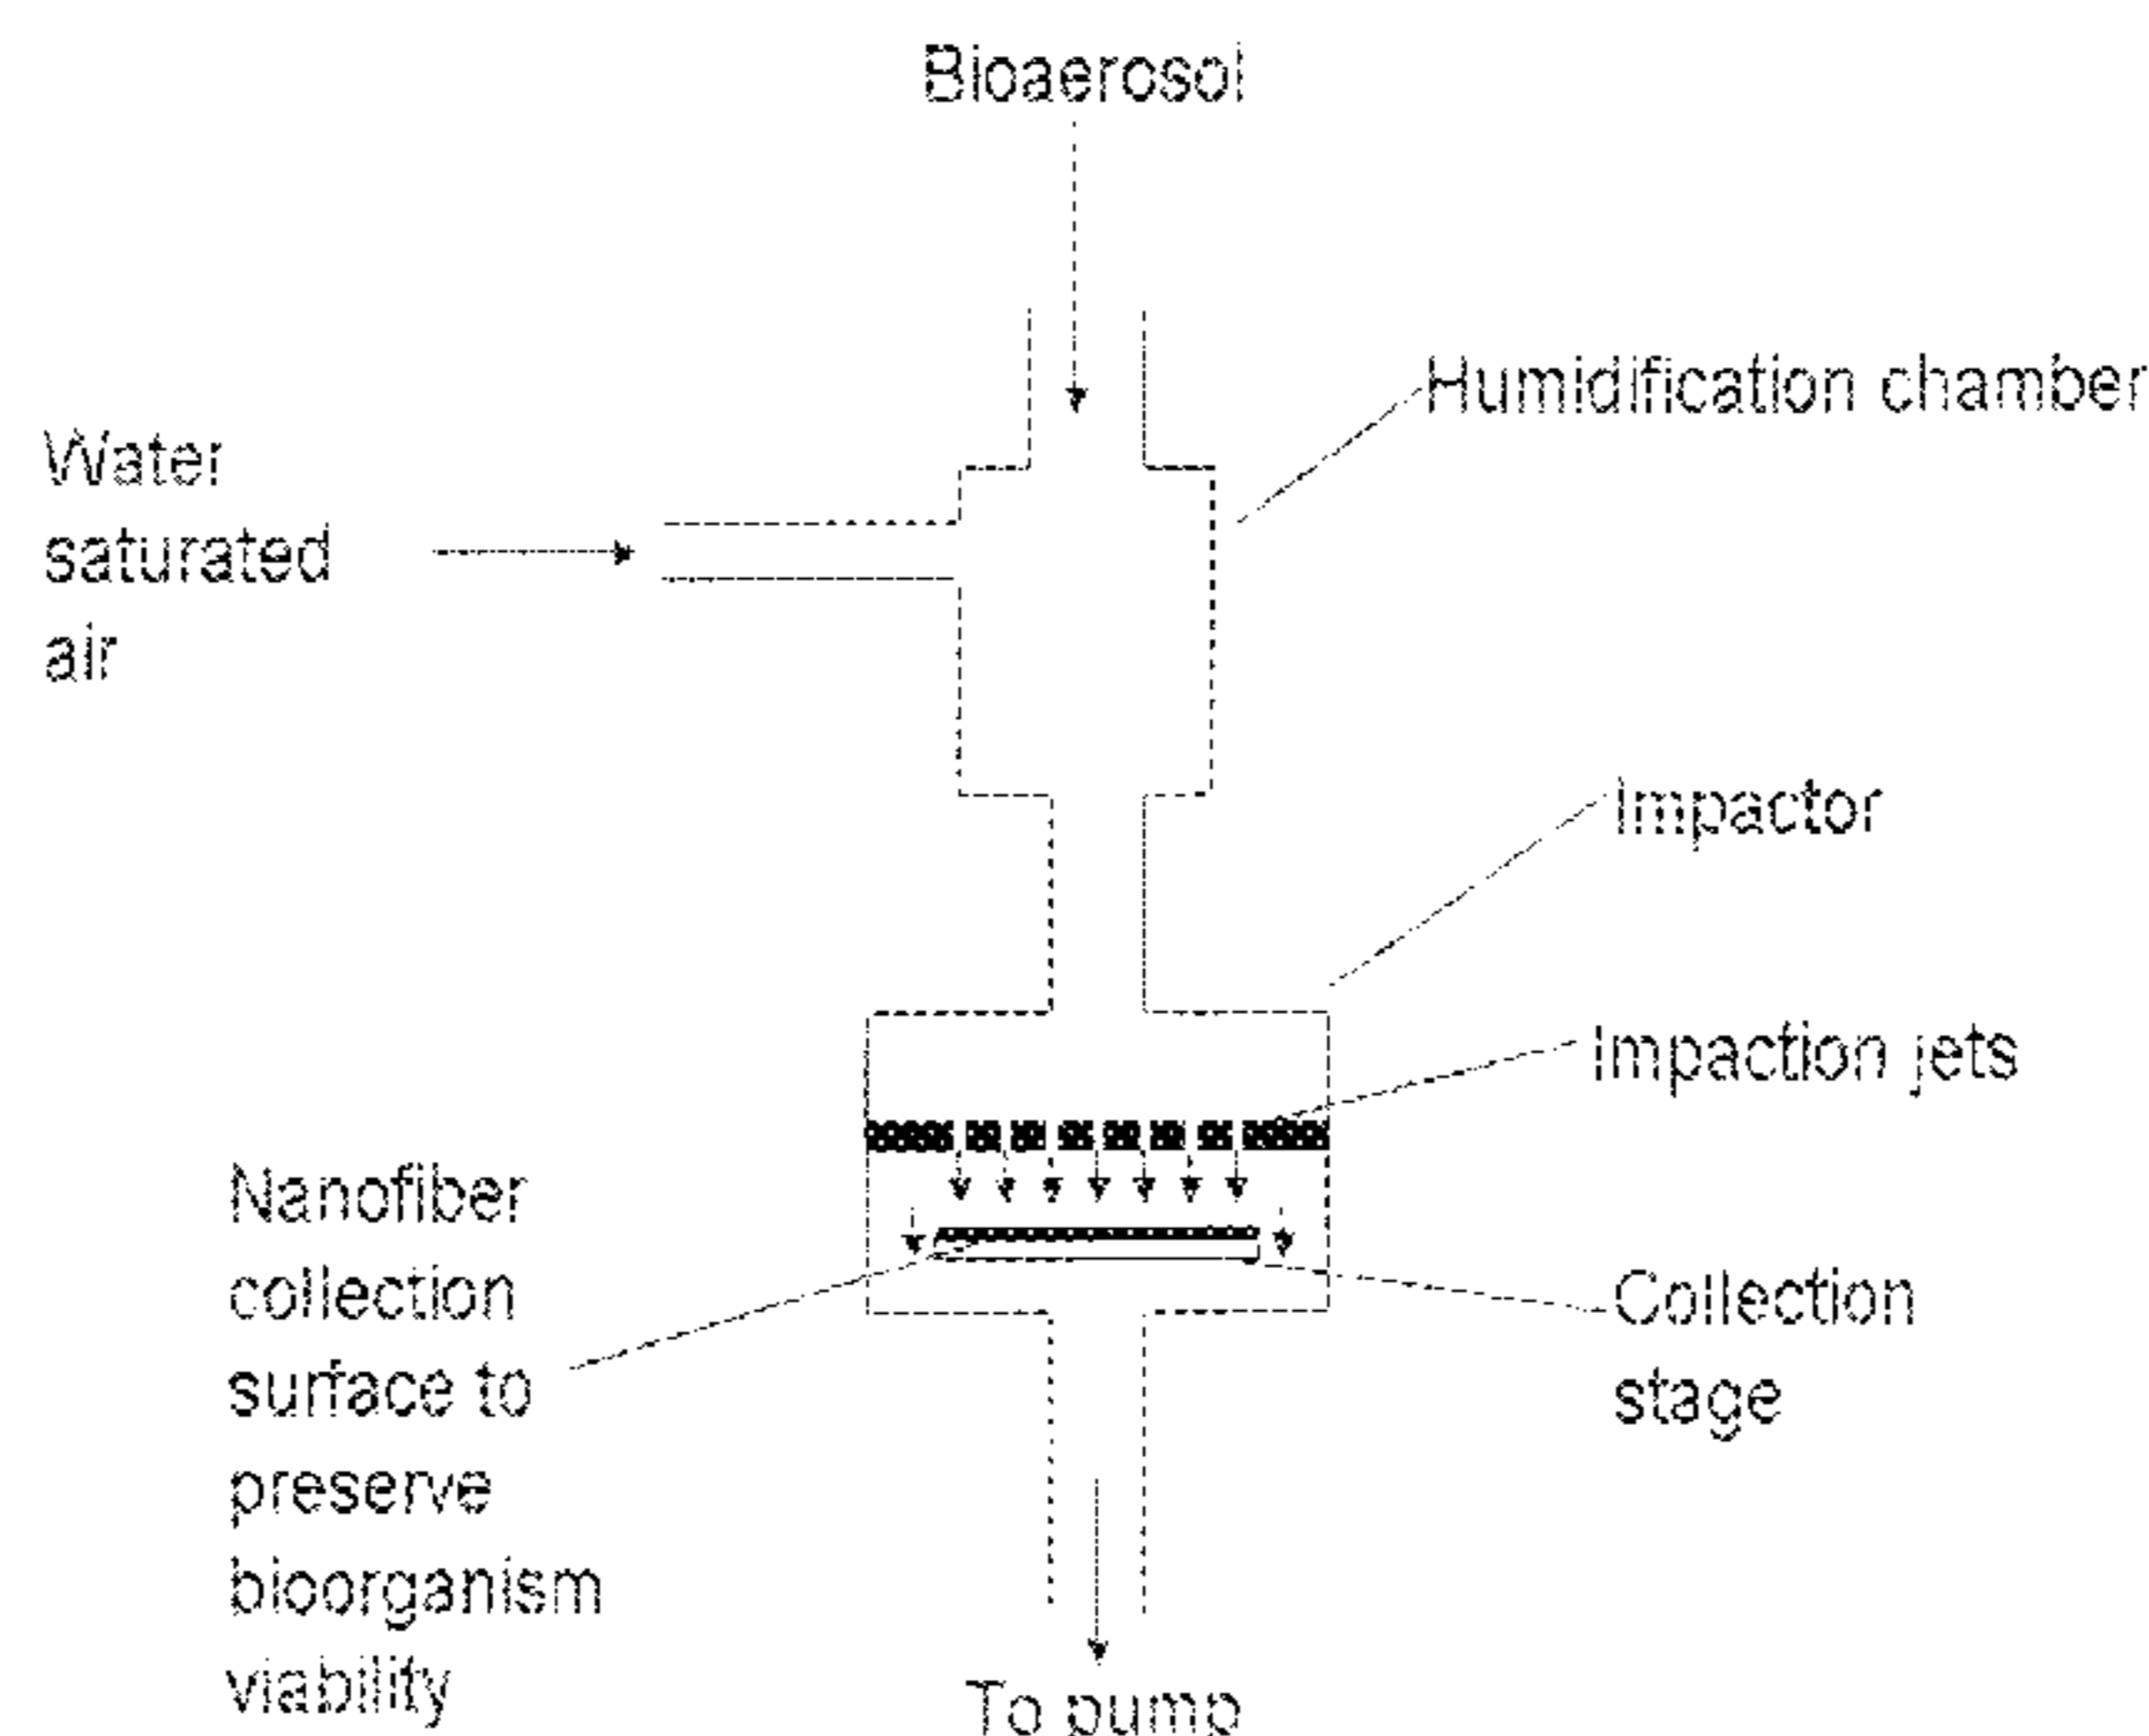 Bioaerosol
Humidification chamber
Water
saturated
air
Impactor
Impaction jets
Nanofiber
collection
surface to
preserve
bioorganism
viability
Collection
stage
To pump